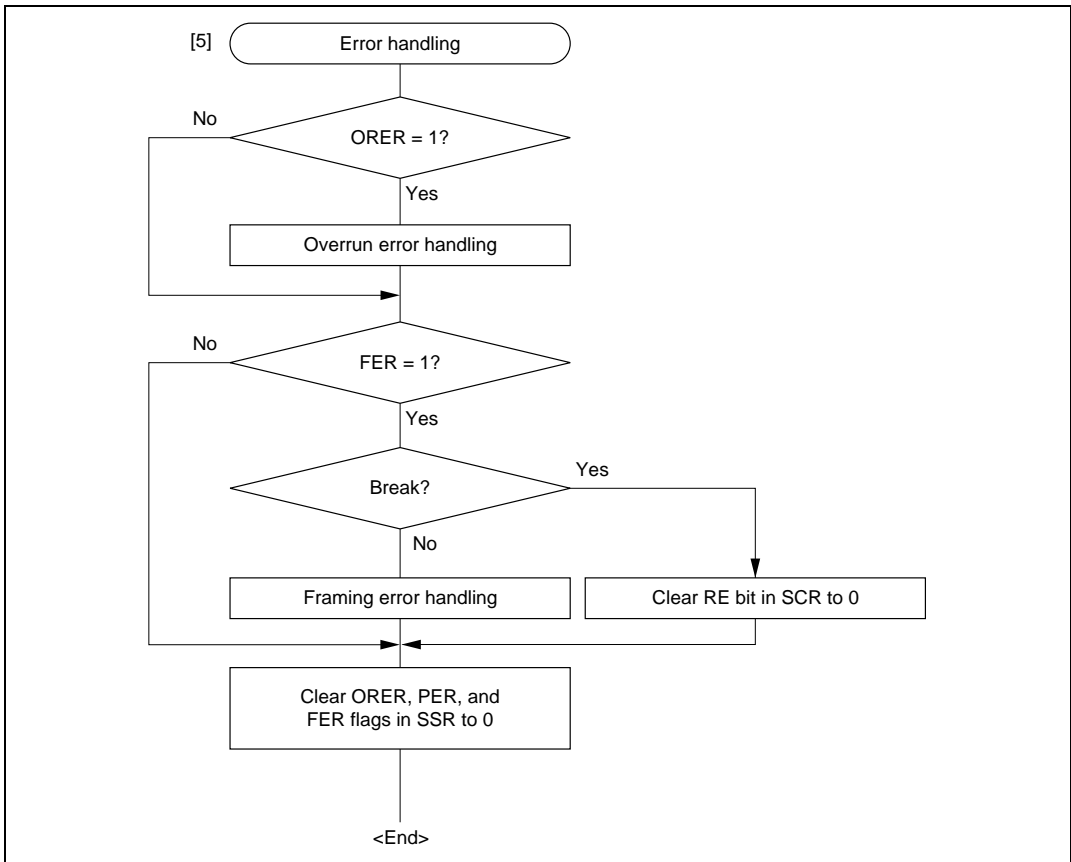 [5] Error handling
No
ORER = 1?
Yes
Overrun error handling
No
FER = 1?
Yes
Break?
Yes
No
Framing error handling
Clear RE bit in SCR to 0
Clear ORER, PER, and
FER flags in SSR to 0
<End>